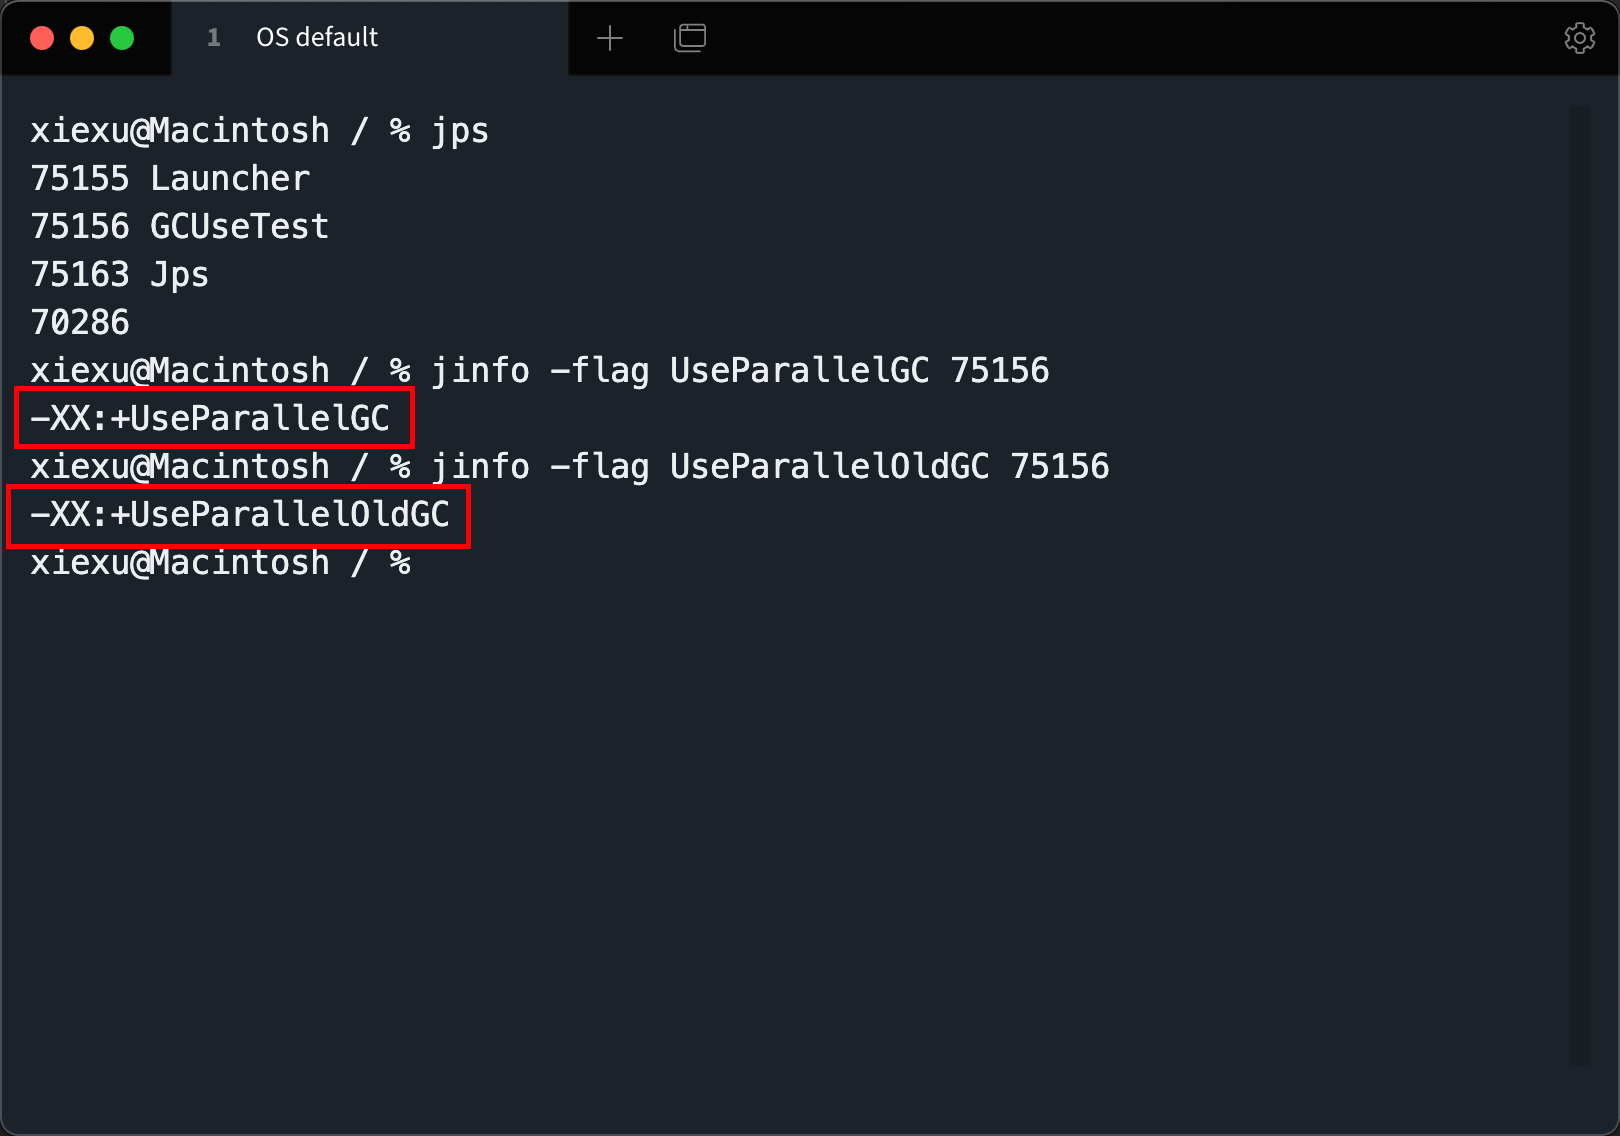 1 OS default
xiexu@Macintosh / % jps
75155 Launcher
75156 GCUseTest
75163 Jps
70286
xiexu@Macintosh / % jinfo -flag UseParallelGC 75156
-XX:+UseParallelGC
xiexu@Macintosh / % jinfo -flag UseParallelOldGC 75156
-XX:+UseParallelOldGC
xiexu@Macintosh / %